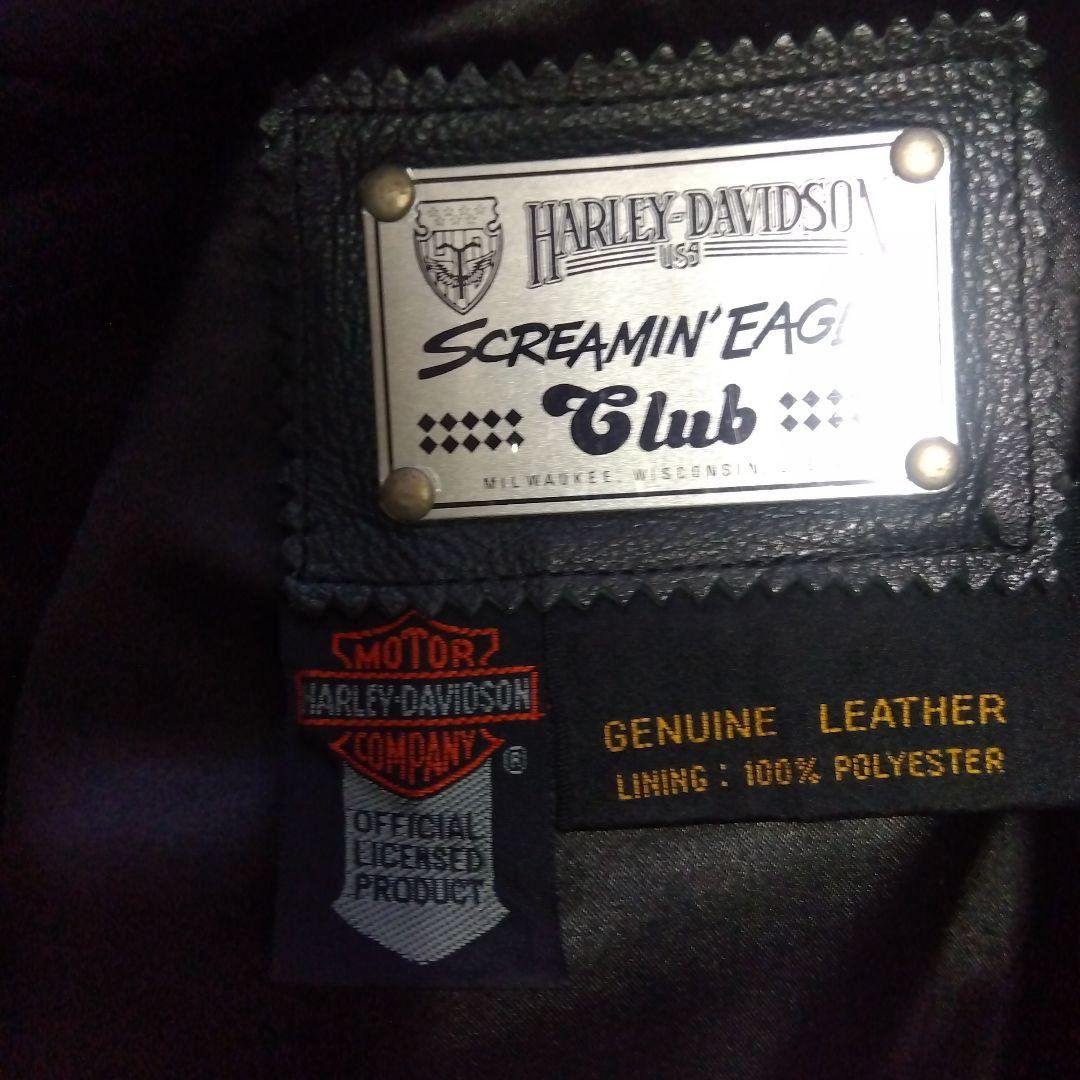 HARLEY-DAVIDSON
USA
SCREAMIN' EAGL
Club
MILWAUKEE, WISCONSIN
MOTOR
HARLEY-DAVIDSON
COMPANY
®
OFFICIAL
LICENSED
PRODUCT
GENUINE LEATHER
LINING : 100% POLYESTER